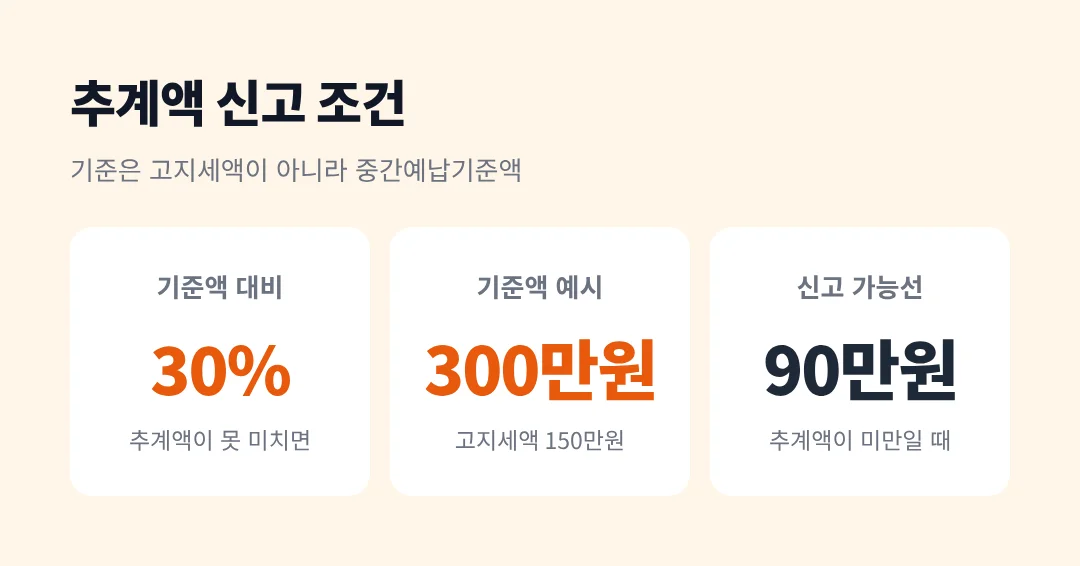 추계액 신고 조건
기준은 고지세액이 아니라 중간예납기준액
기준액 대비
30%
추계액이 못 미치면
기준액 예시
300만원
고지세액 150만원
신고 가능선
90만원
추계액이 미만일 때